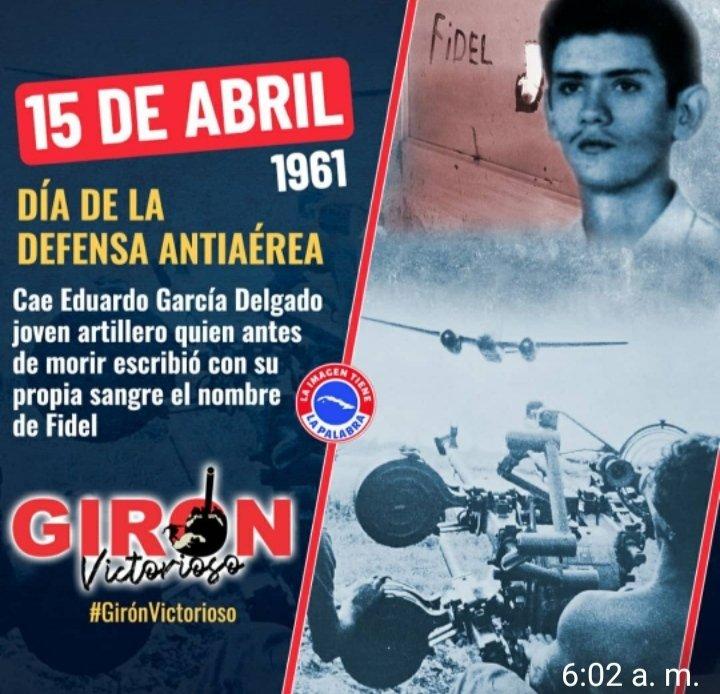 FiDEL
15 DE ABRIL
1961
DÍA DE LA
DEFENSA ANTIAÉREA
Cae Eduardo García Delgado
joven artillero quien antes
de morir escribió con su
propia sangre el nombre
de Fidel
LA IMAGEN TIENE
LA PALABRA
GIRÓN
Victorioso
#GirónVictorioso
6:02 a. m.